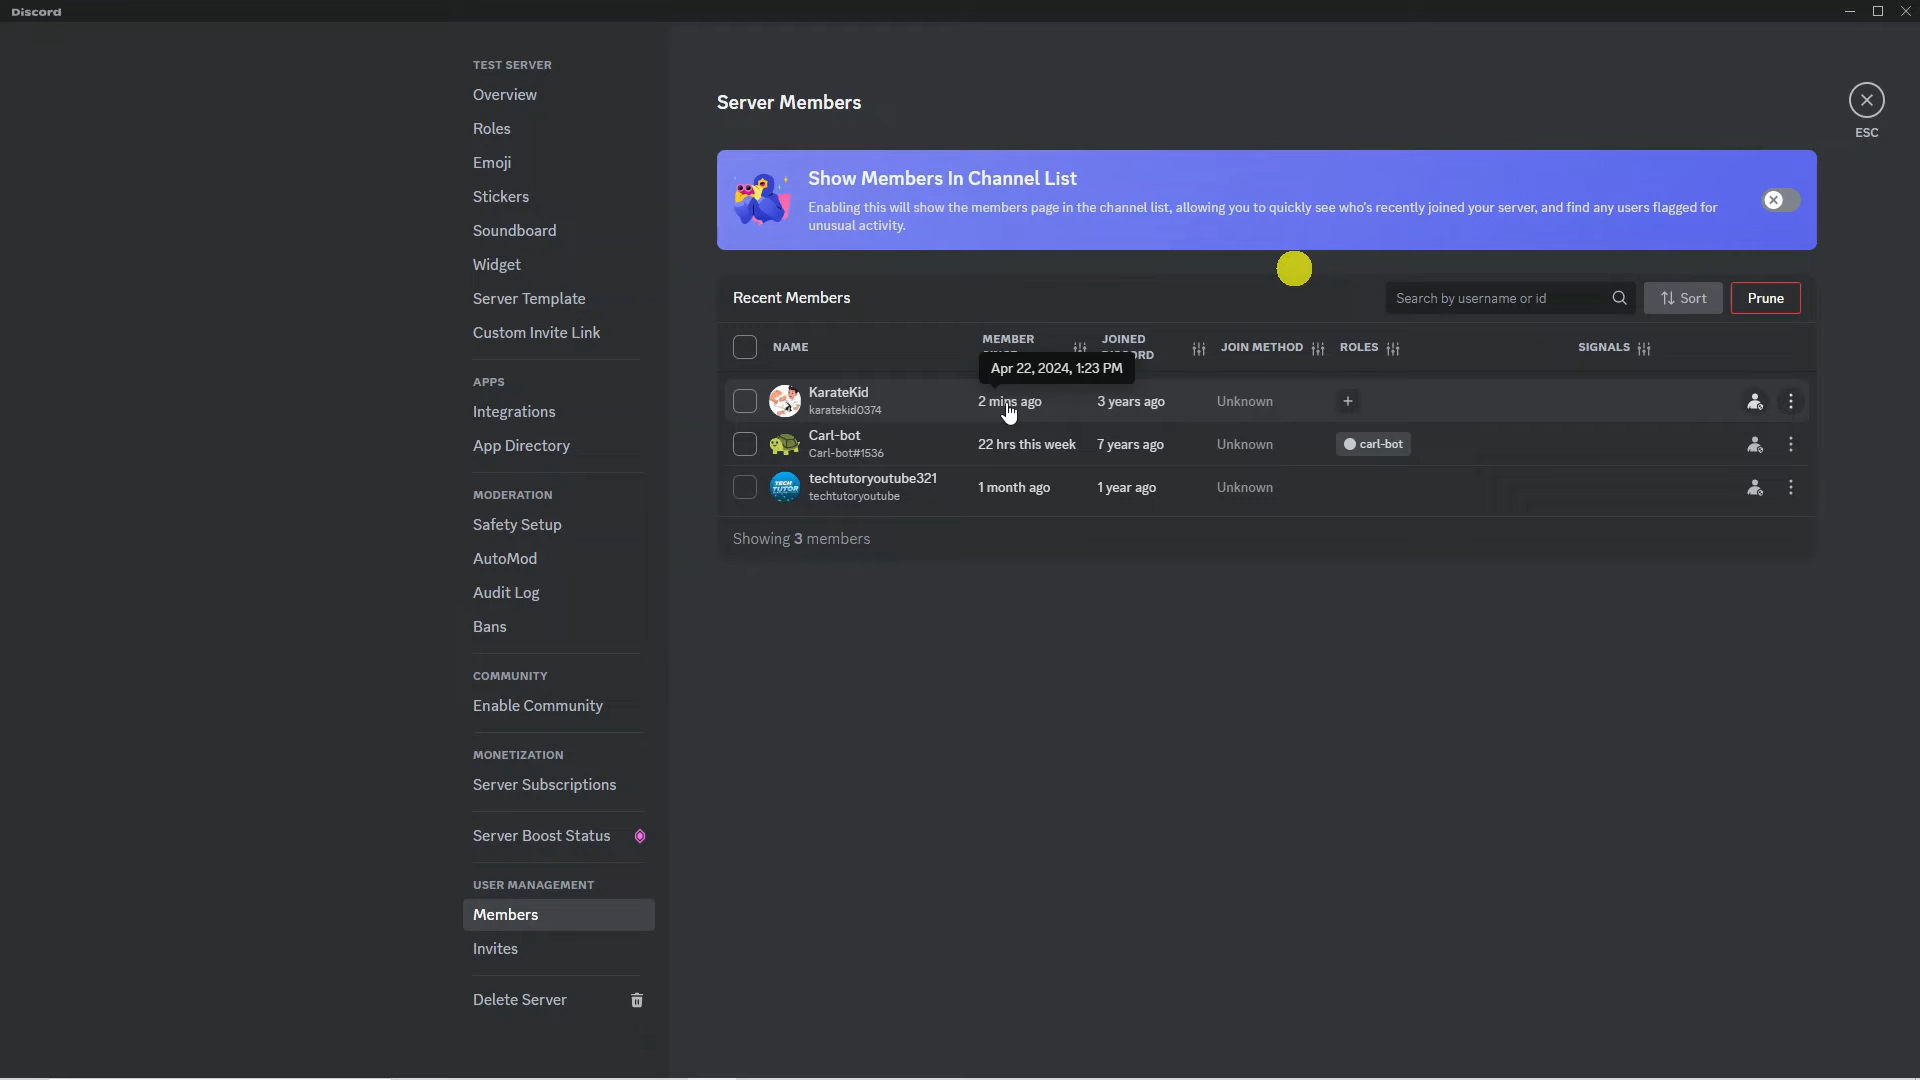 Discord
TEST SERVER
Overview
Roles
Emoji
Stickers
Soundboard
Widget
Server Template
Custom Invite Link
APPS
Integrations
App Directory
MODERATION
Safety Setup
AutoMod
Audit Log
Bans
COMMUNITY
Enable Community
MONETIZATION
Server Subscriptions
Server Boost Status
USER MANAGEMENT
Members
Invites
Delete Server
Server Members
ESC
Show Members In Channel List
Enabling this will show the members page in the channel list, allowing you to quickly see who's recently joined your server, and find any users flagged for
unusual activity.
Recent Members
Search by username or id
Sort
Prune
NAME
MEMBER
JOINED
JOIN METHOD
ROLES
SIGNALS
Apr 22, 2024, 1:23 PM
KarateKid
karatekid0374
2 mins ago
3 years ago
Unknown
+
Carl-bot
Carl-bot#1536
22 hrs this week
7 years ago
Unknown
carl-bot
TECH TUTOR
techtutoryoutube321
techtutoryoutube
1 month ago
1 year ago
Unknown
Showing 3 members